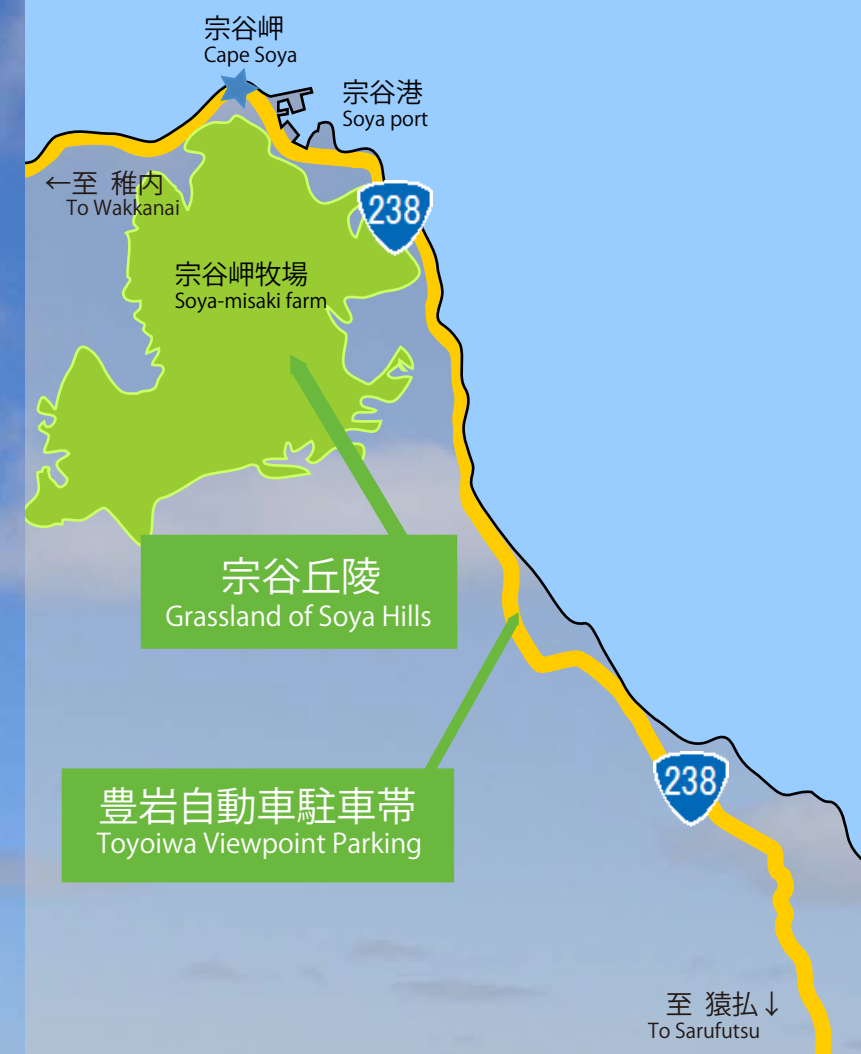 宗谷岬
Cape Soya
宗谷港
Soya port
←至 稚内
To Wakkanai
238
宗谷岬牧場
Soya-misaki farm
宗谷丘陵
Grassland of Soya Hills
238
豊岩自動車駐車帯
Toyoiwa Viewpoint Parking
至 猿払↓
To Sarufutsu